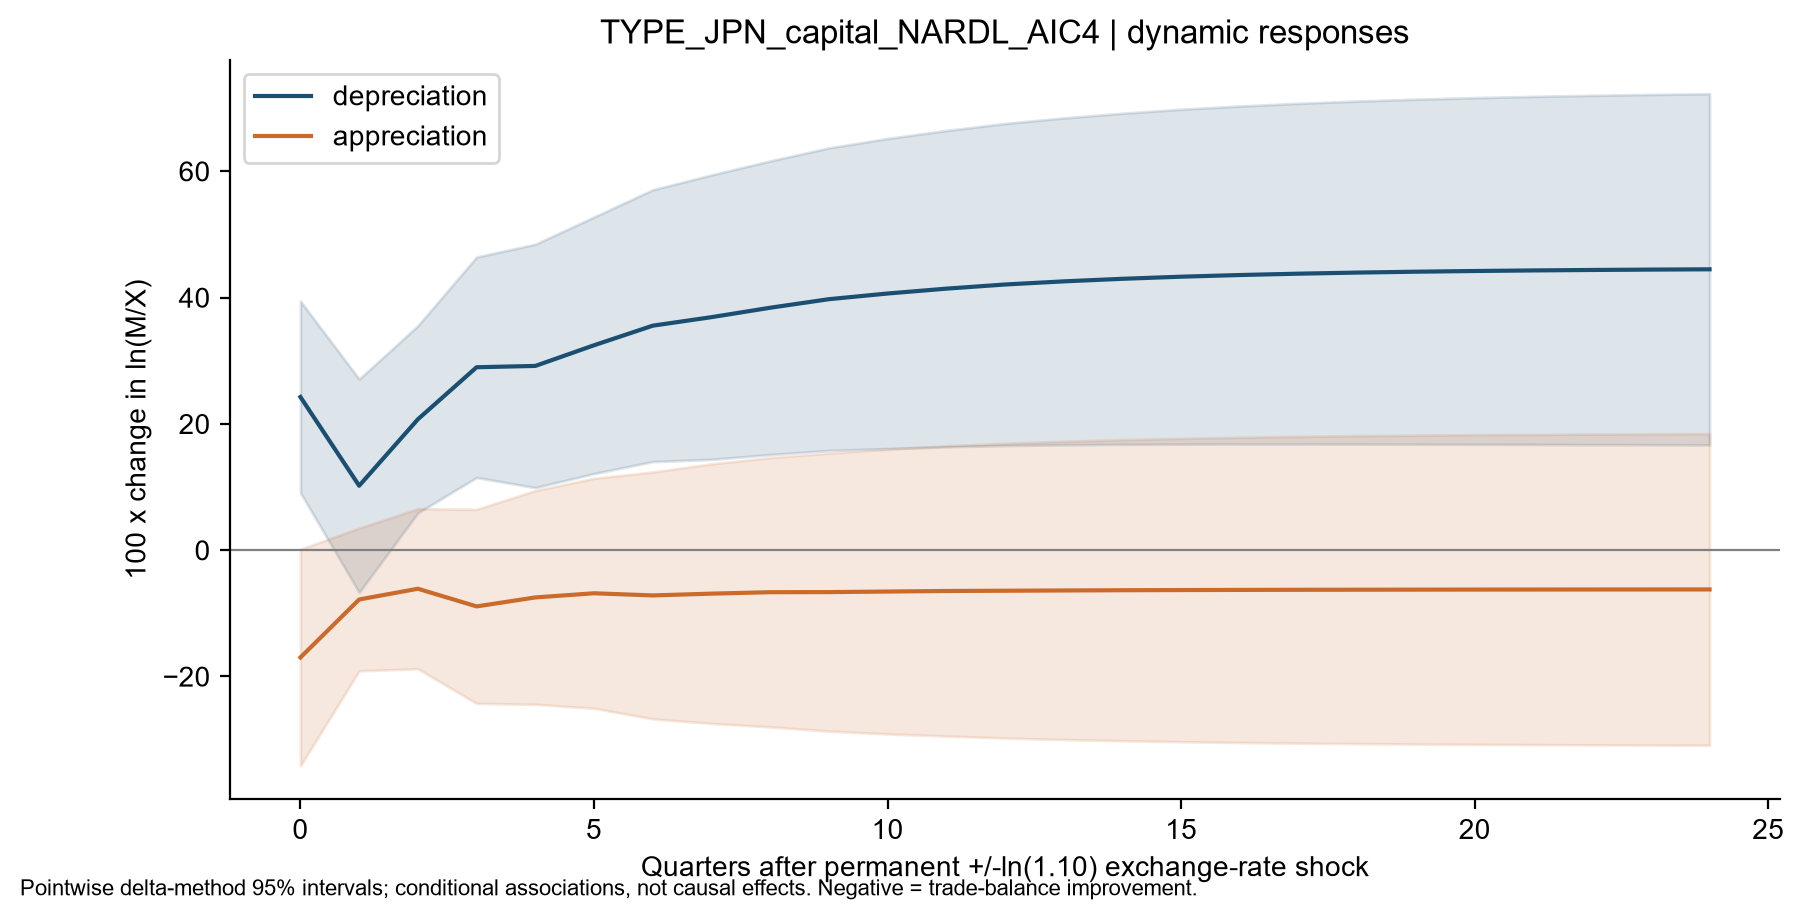 TYPE_JPN_capital_NARDL_AIC4 | dynamic responses
depreciation
appreciation
100 x change in ln(M/X)
60
40
20
0
−20
0
5
10
15
20
25
Quarters after permanent +/-ln(1.10) exchange-rate shock
Pointwise delta-method 95% intervals; conditional associations, not causal effects. Negative = trade-balance improvement.